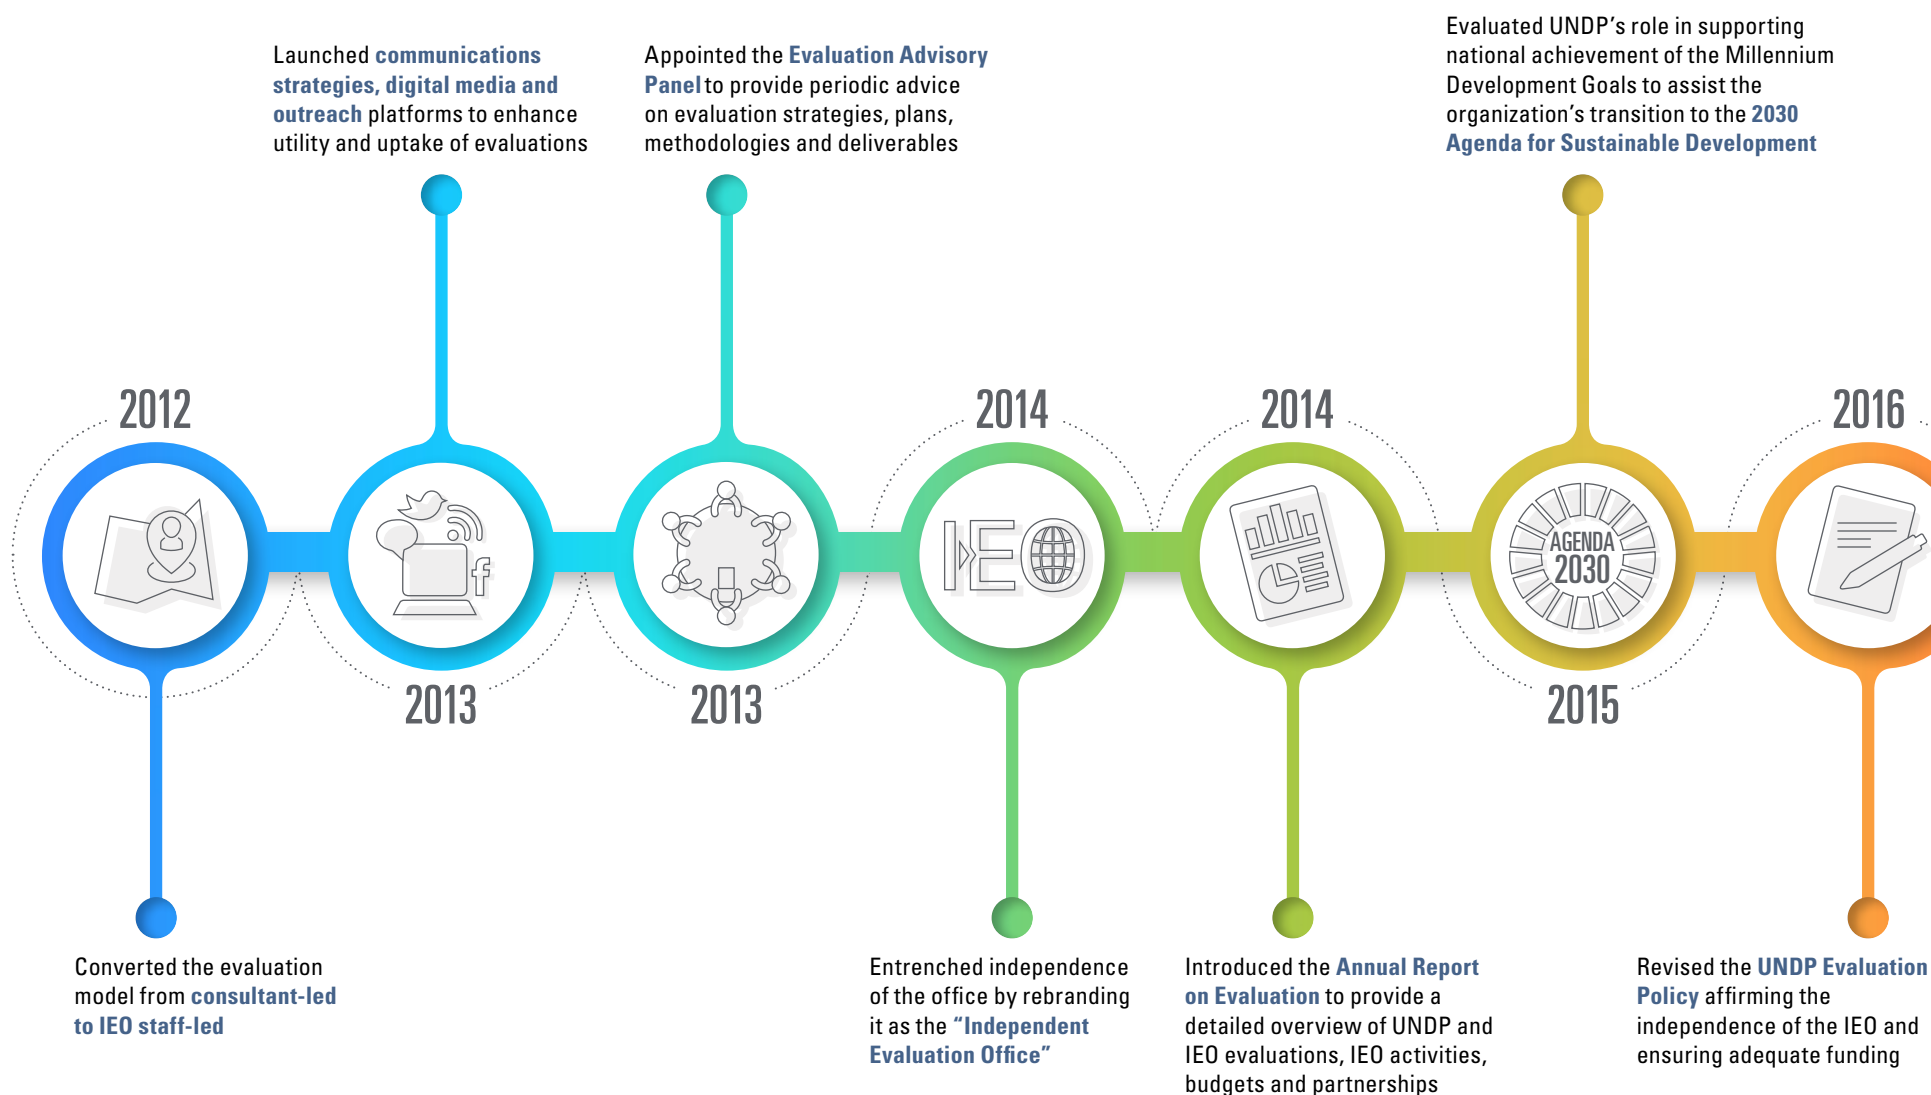 2012
Converted the evaluation
model from consultant-led
to IEO staff-led
Launched communications
strategies, digital media and
outreach platforms to enhance
utility and uptake of evaluations
2013
Appointed the Evaluation Advisory
Panel to provide periodic advice
on evaluation strategies, plans,
methodologies and deliverables
2013
2014
IEO
Entrenched independence
of the office by rebranding
it as the “Independent
Evaluation Office”
2014
Introduced the Annual Report
on Evaluation to provide a
detailed overview of UNDP and
IEO evaluations, IEO activities,
budgets and partnerships
Evaluated UNDP’s role in supporting
national achievement of the Millennium
Development Goals to assist the
organization’s transition to the 2030
Agenda for Sustainable Development
AGENDA
2030
2015
2016
Revised the UNDP Evaluation
Policy affirming the
independence of the IEO and
ensuring adequate funding